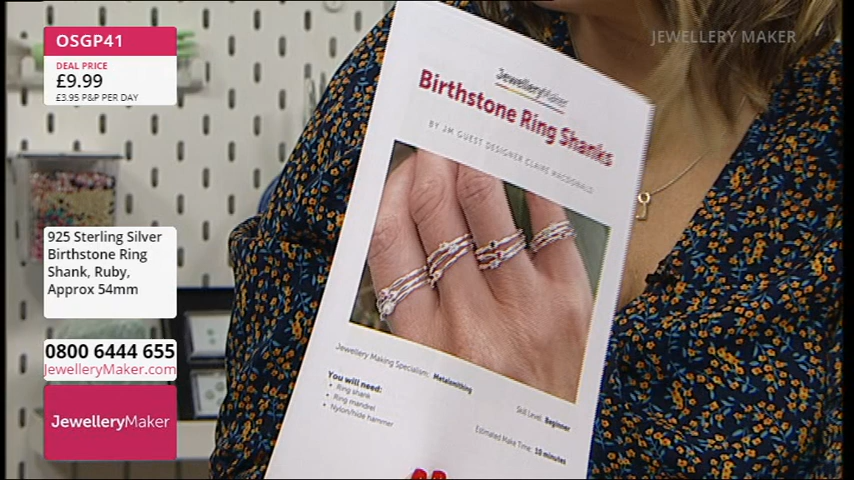 OSGP41
DEAL PRICE
£9.99
£3.95 P&P PER DAY
925 Sterling Silver
Birthstone Ring
Shank, Ruby,
Approx 54mm
0800 6444 655
JewelleryMaker.com
JewelleryMaker
JEWELLERY MAKER
JewelleryMaker
Birthstone Ring Shanks
BY JM GUEST DESIGNER CLAIRE MACDONALD
Jewellery Making Specialism: Metalsmithing
Skill Level: Beginner
You will need:
• Ring shank
• Ring mandrel
• Nylon/hide hammer
Estimated Make Time: 10 minutes